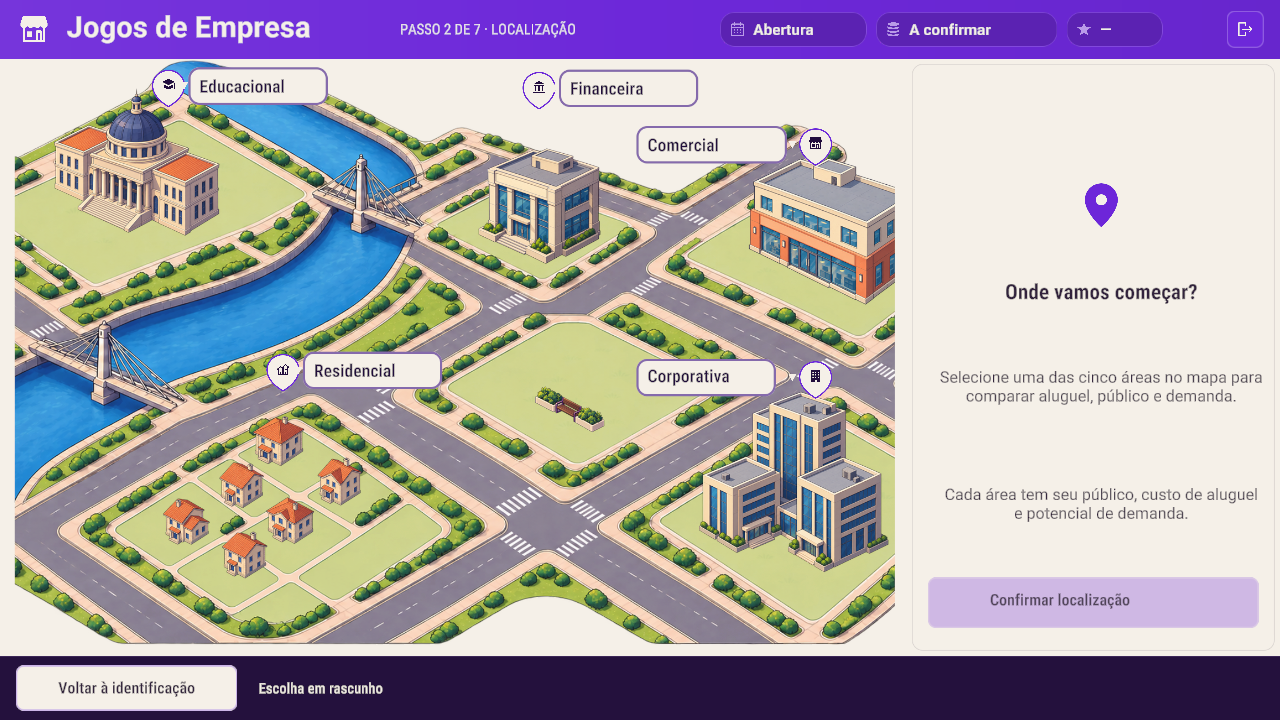 Jogos de Empresa
PASSO 2 DE 7 · LOCALIZAÇÃO
Abertura
A confirmar
–
Educacional
Financeira
Comercial
Residencial
Corporativa
Onde vamos começar?
Selecione uma das cinco áreas no mapa para
comparar aluguel, público e demanda.
Cada área tem seu público, custo de aluguel
e potencial de demanda.
Confirmar localização
Voltar à identificação
Escolha em rascunho